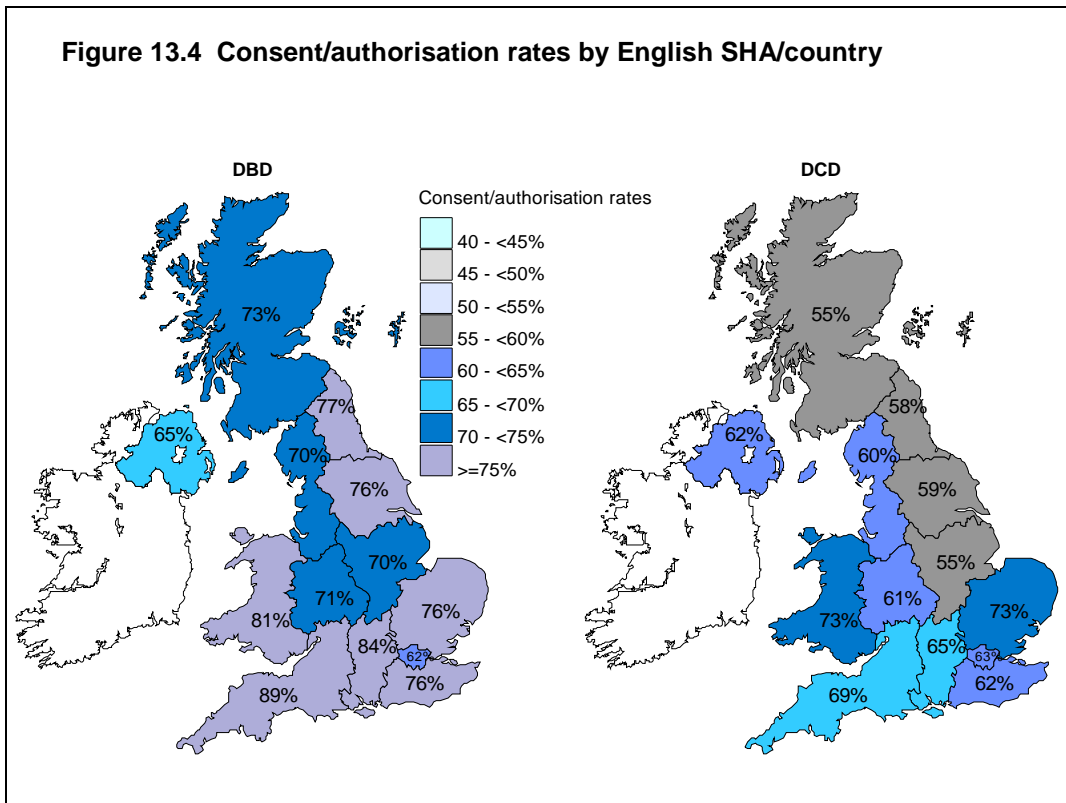 Figure 13.4  Consent/authorisation rates by English SHA/country
DBD
73%
77%
65%
70%
76%
70%
71%
76%
81%
84%
62%
76%
89%
Consent/authorisation rates
40 - <45%
45 - <50%
50 - <55%
55 - <60%
60 - <65%
65 - <70%
70 - <75%
>=75%
DCD
55%
58%
62%
60%
59%
55%
61%
73%
73%
65%
63%
62%
69%